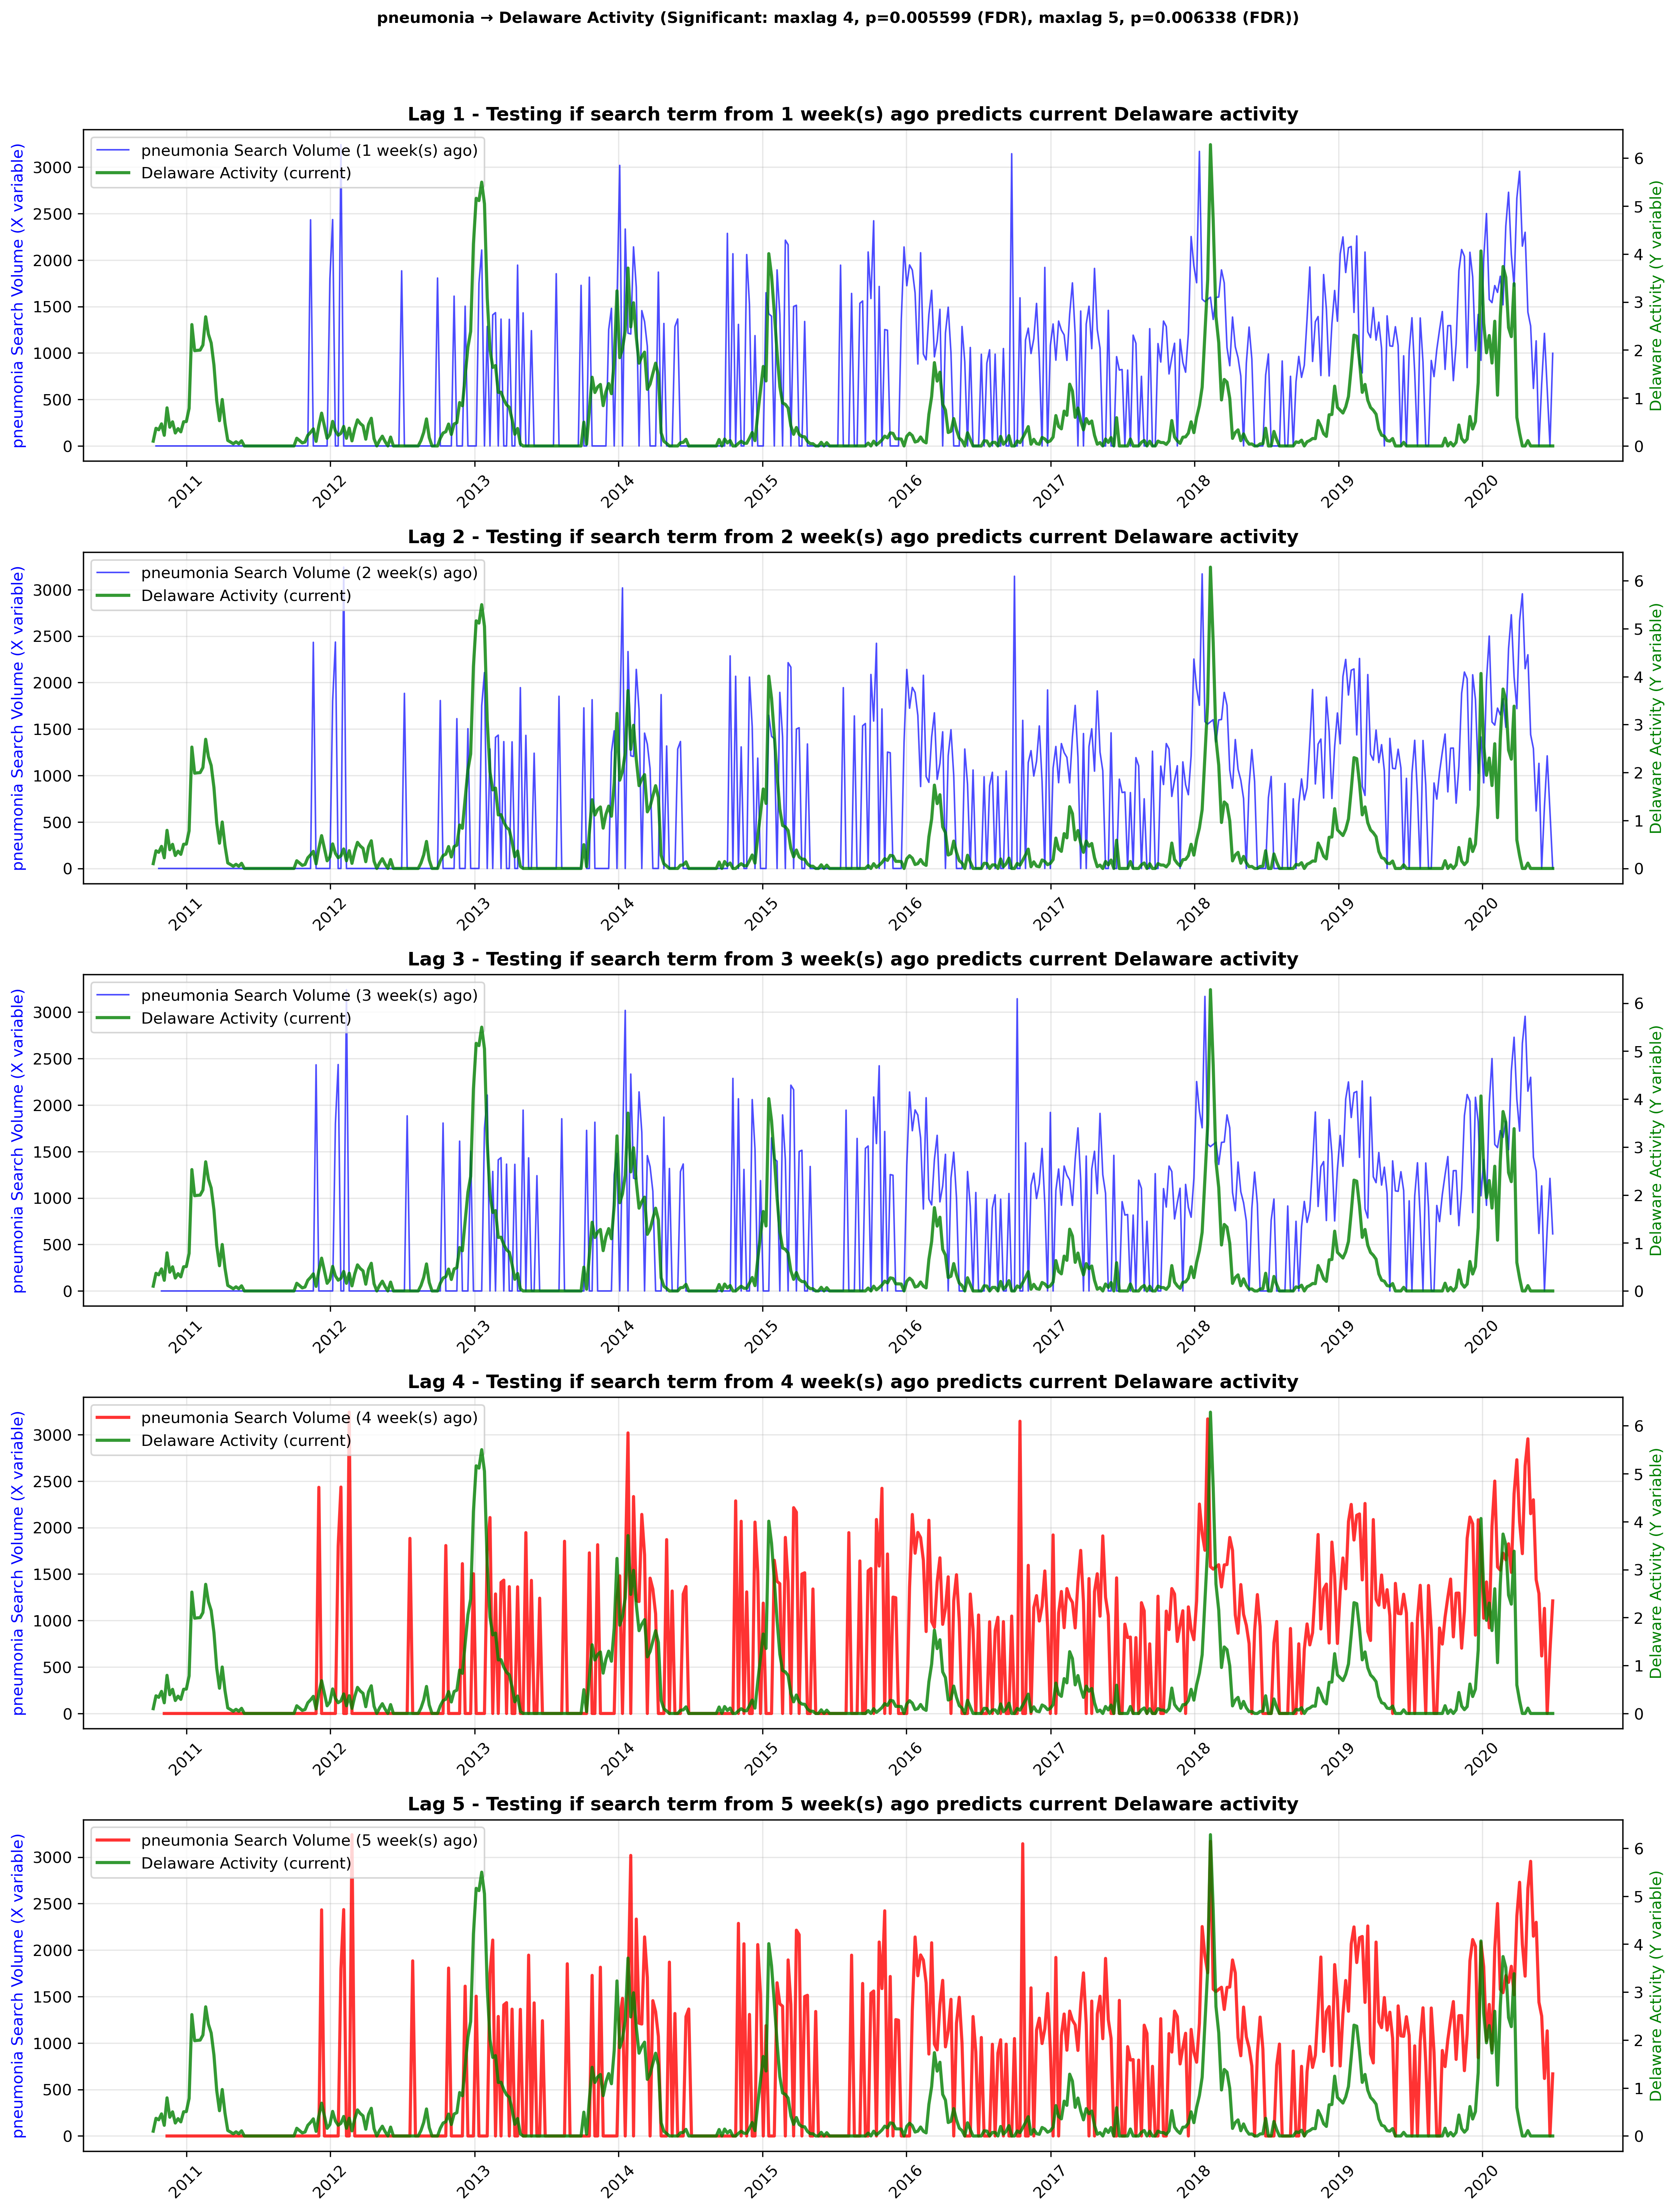 pneumonia → Delaware Activity (Significant: maxlag 4, p=0.005599 (FDR), maxlag 5, p=0.006338 (FDR))
Lag 1 - Testing if search term from 1 week(s) ago predicts current Delaware activity
pneumonia Search Volume (1 week(s) ago)
Delaware Activity (current)
pneumonia Search Volume (X variable)
3000
2500
2000
1500
1000
500
0
6
5
4
3
2
1
0
Delaware Activity (Y variable)
2011 2012 2013 2014 2015 2016 2017 2018 2019 2020
Lag 2 - Testing if search term from 2 week(s) ago predicts current Delaware activity
pneumonia Search Volume (2 week(s) ago)
Delaware Activity (current)
pneumonia Search Volume (X variable)
3000
2500
2000
1500
1000
500
0
6
5
4
3
2
1
0
Delaware Activity (Y variable)
2011 2012 2013 2014 2015 2016 2017 2018 2019 2020
Lag 3 - Testing if search term from 3 week(s) ago predicts current Delaware activity
pneumonia Search Volume (3 week(s) ago)
Delaware Activity (current)
pneumonia Search Volume (X variable)
3000
2500
2000
1500
1000
500
0
6
5
4
3
2
1
0
Delaware Activity (Y variable)
2011 2012 2013 2014 2015 2016 2017 2018 2019 2020
Lag 4 - Testing if search term from 4 week(s) ago predicts current Delaware activity
pneumonia Search Volume (4 week(s) ago)
Delaware Activity (current)
pneumonia Search Volume (X variable)
3000
2500
2000
1500
1000
500
0
6
5
4
3
2
1
0
Delaware Activity (Y variable)
2011 2012 2013 2014 2015 2016 2017 2018 2019 2020
Lag 5 - Testing if search term from 5 week(s) ago predicts current Delaware activity
pneumonia Search Volume (5 week(s) ago)
Delaware Activity (current)
pneumonia Search Volume (X variable)
3000
2500
2000
1500
1000
500
0
6
5
4
3
2
1
0
Delaware Activity (Y variable)
2011 2012 2013 2014 2015 2016 2017 2018 2019 2020